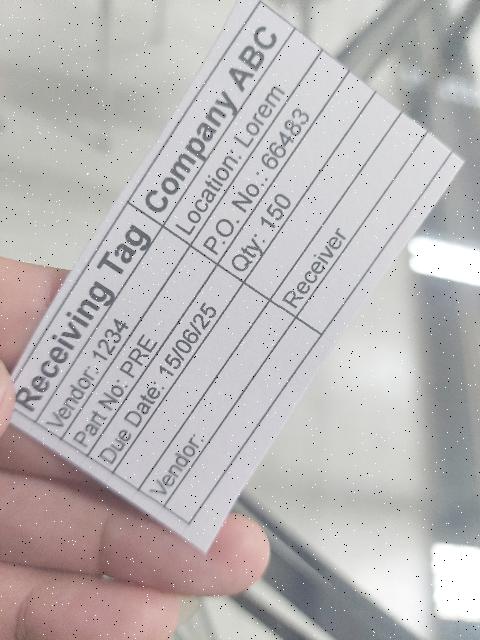 Receiving Tag Company ABC
Vendor: 1234 Location: Lorem
Part No: PRE P.O. No.: 66483
Due Date: 15/06/25 Qty: 150
Vendor Receiver